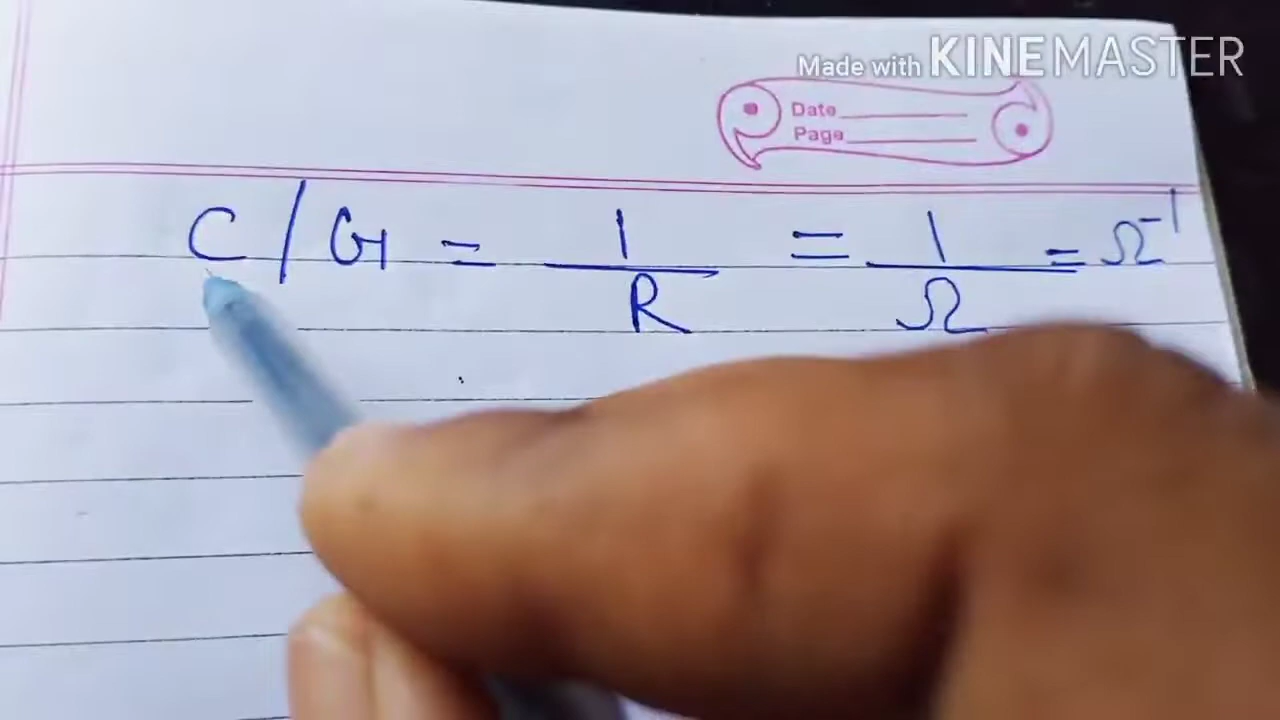 Made with KINEMASTER
Date
Page
C / G = 1/R = 1/Ω = Ω⁻¹